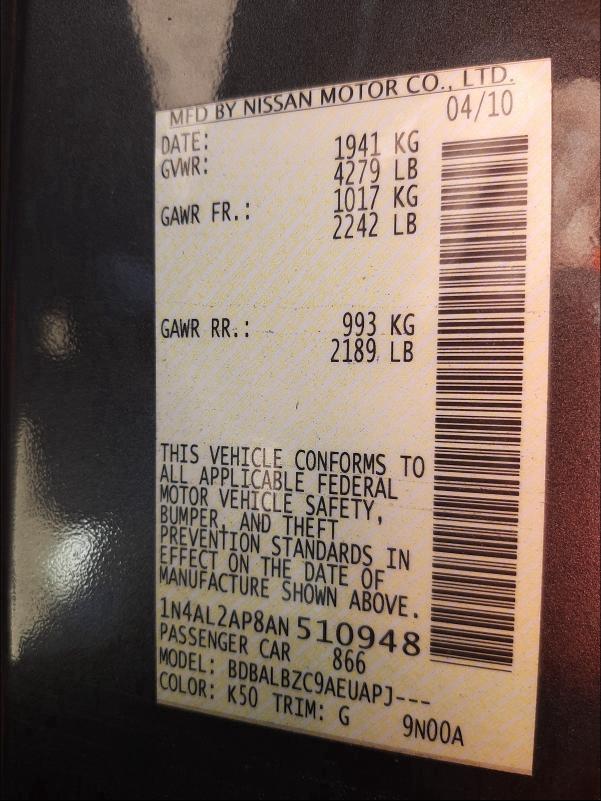 MFD BY NISSAN MOTOR CO., LTD.
DATE: 04/10
GVWR: 1941 KG
4279 LB
GAWR FR.: 1017 KG
2242 LB
GAWR RR.: 993 KG
2189 LB
THIS VEHICLE CONFORMS TO
ALL APPLICABLE FEDERAL
MOTOR VEHICLE SAFETY,
BUMPER, AND THEFT
PREVENTION STANDARDS IN
EFFECT ON THE DATE OF
MANUFACTURE SHOWN ABOVE.
1N4AL2AP8AN510948
PASSENGER CAR 866
MODEL: BDBALBZC9AEUAPJ---
COLOR: K50 TRIM: G 9N00A